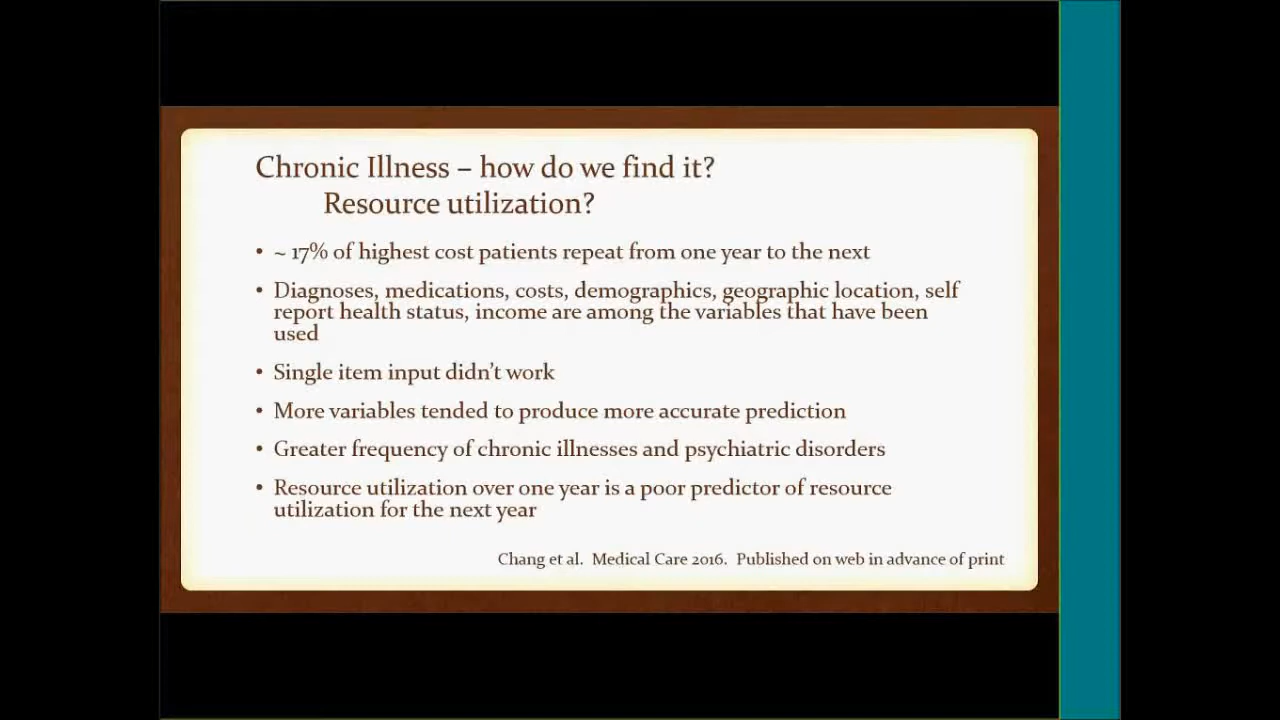 Chronic Illness – how do we find it?
Resource utilization?
• ~ 17% of highest cost patients repeat from one year to the next
• Diagnoses, medications, costs, demographics, geographic location, self
report health status, income are among the variables that have been
used
• Single item input didn’t work
• More variables tended to produce more accurate prediction
• Greater frequency of chronic illnesses and psychiatric disorders
• Resource utilization over one year is a poor predictor of resource
utilization for the next year
Chang et al. Medical Care 2016. Published on web in advance of print